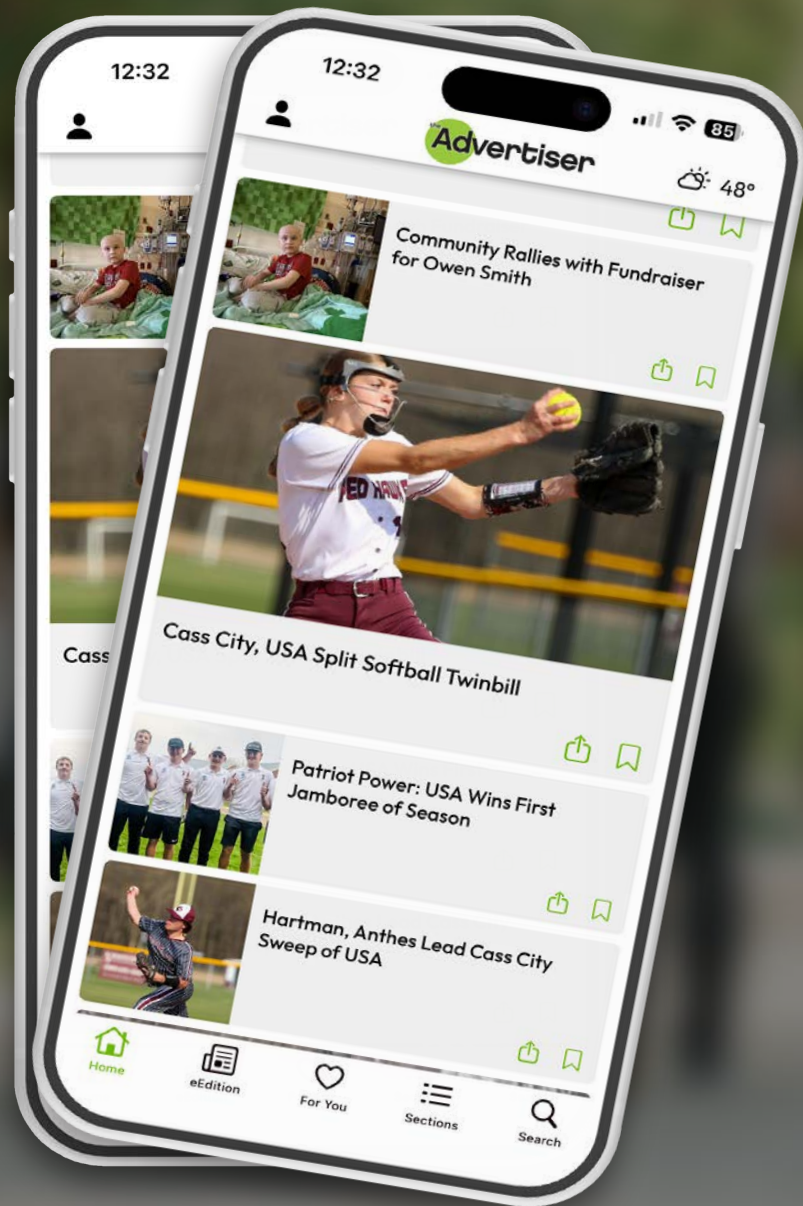 12:32
12:32
85
the
Advertiser
48°
Community Rallies with Fundraiser
for Owen Smith
RED HAWKS
Cass City, USA Split Softball Twinbill
Cass
Patriot Power: USA Wins First
Jamboree of Season
Hartman, Anthes Lead Cass City
Sweep of USA
Home
eEdition
For You
Sections
Search